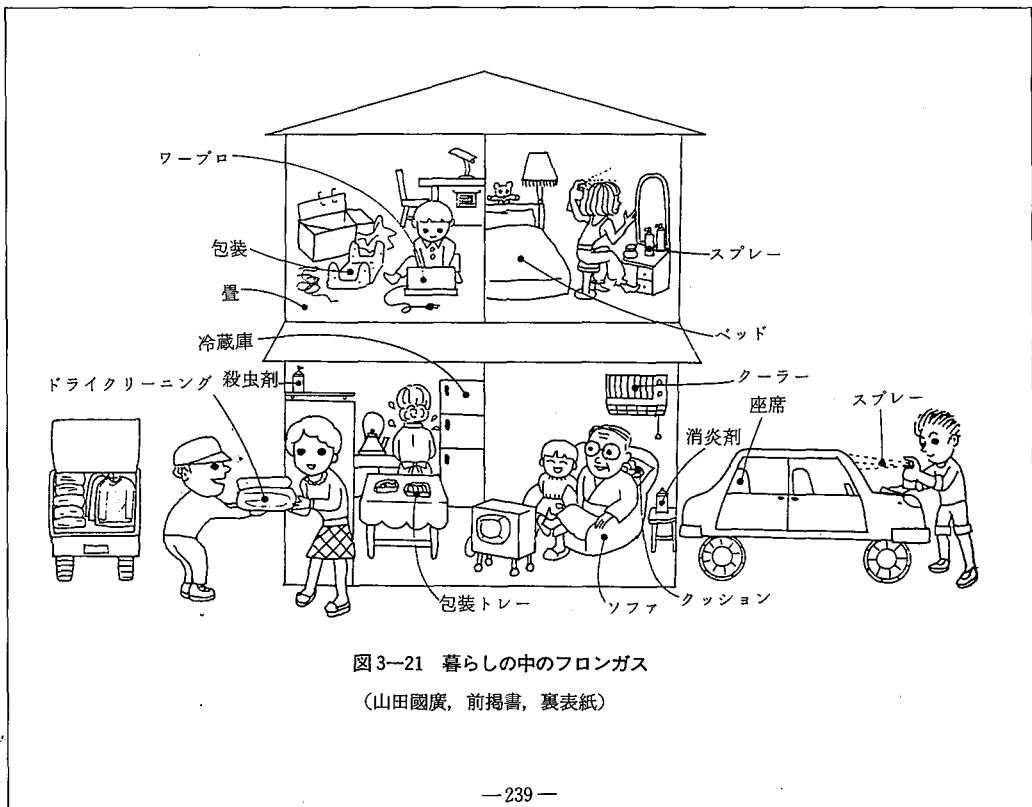 ワープロ
包装
畳
スプレー
ベッド
冷蔵庫
ドライクリーニング
殺虫剤
クーラー
座席
スプレー
消炎剤
包装トレー
ソファ
クッション
図3—21 暮らしの中のフロンガス
(山田國廣, 前掲書, 裏表紙)
—239—